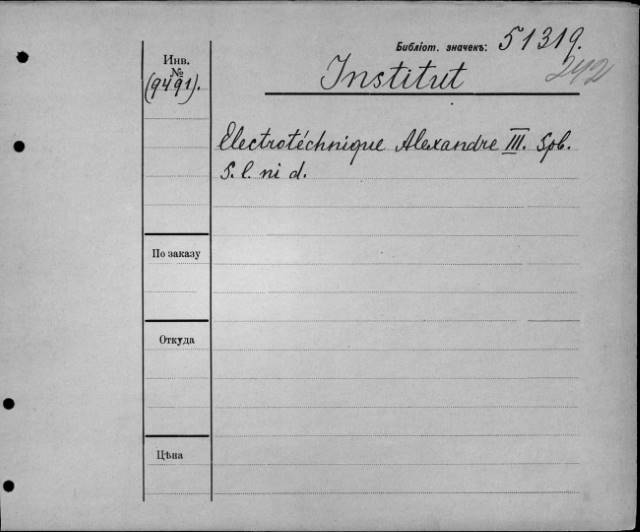 Библіот. значекъ: 51319.
Инв. №
(9491).
Institut
242
Electrotéchnique Alexandre III. Spb.
S. l. ni d.
По заказу
Откуда
Цѣна